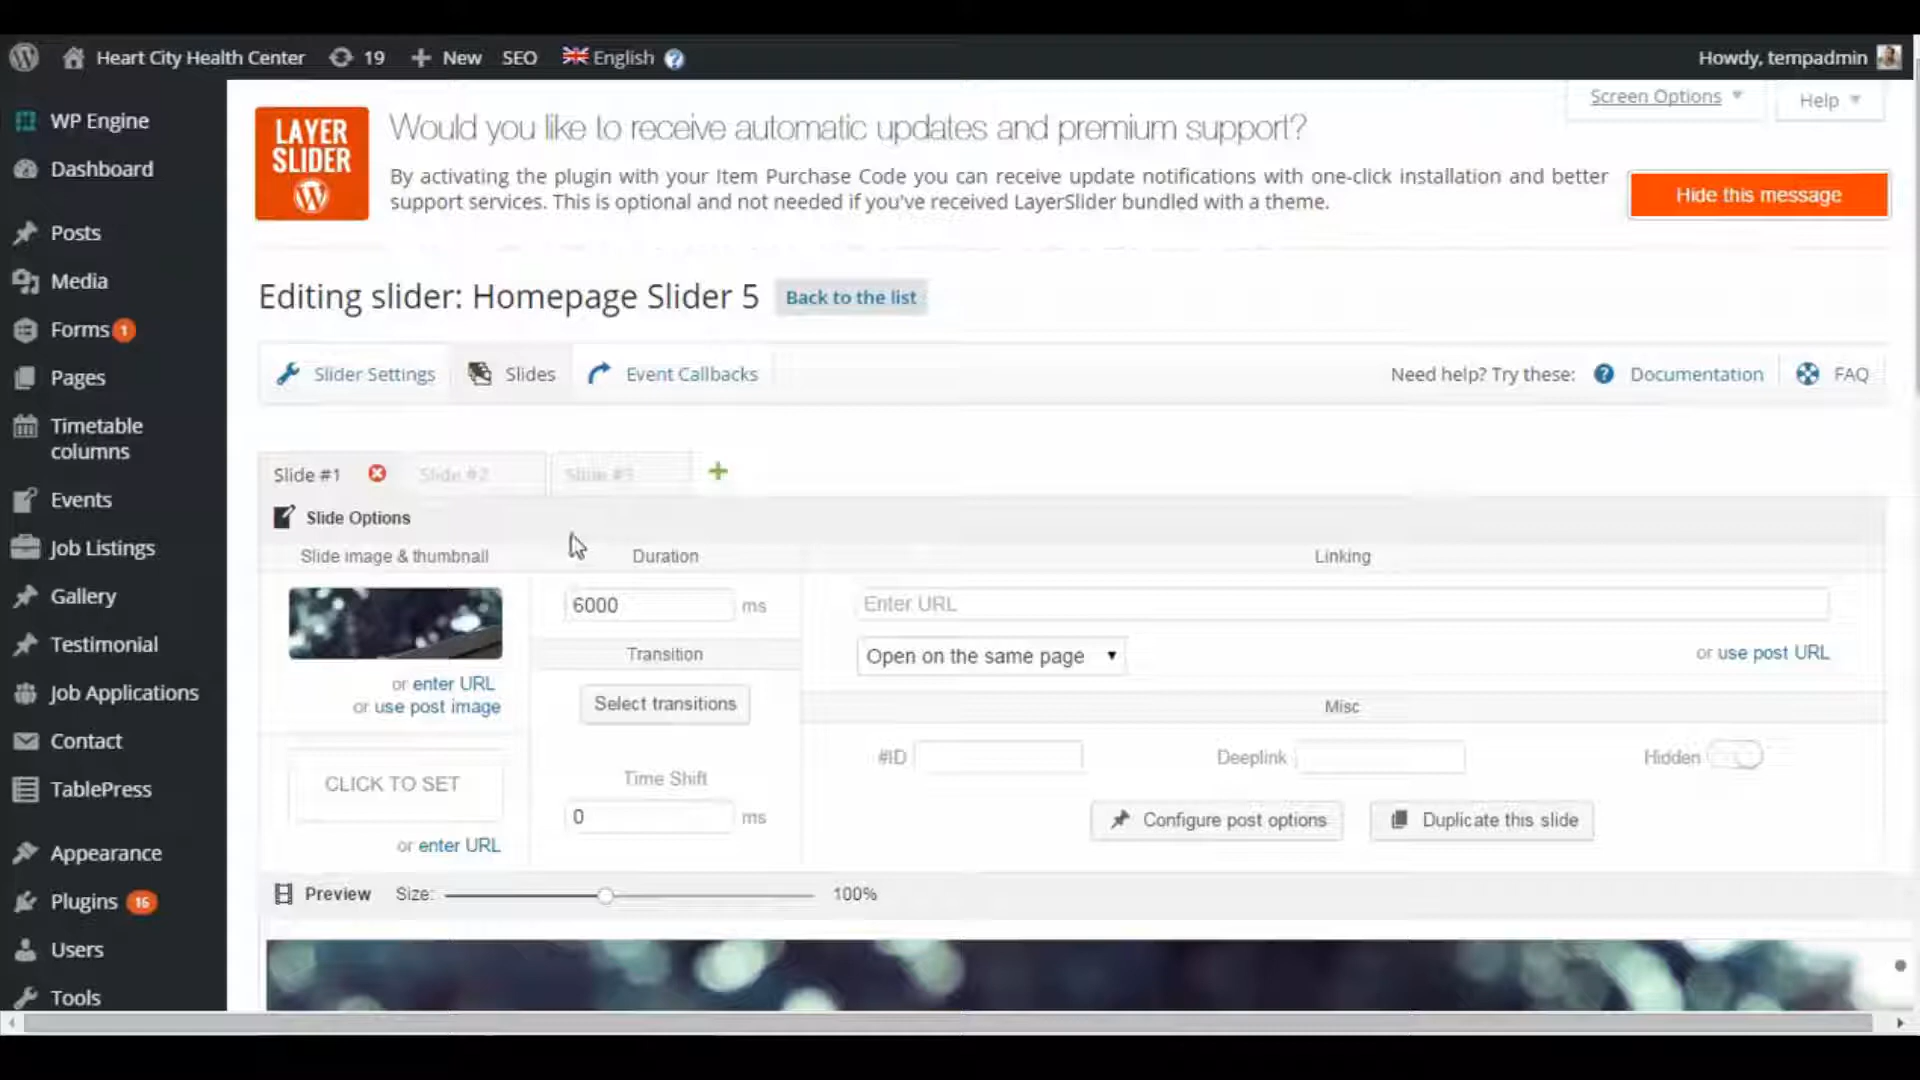 Heart City Health Center 19 New SEO English ? Howdy, tempadmin
WP Engine
Dashboard
Posts
Media
Forms 1
Pages
Timetable
columns
Events
Job Listings
Gallery
Testimonial
Job Applications
Contact
TablePress
Appearance
Plugins 16
Users
Tools
Screen Options Help
LAYER
SLIDER
Would you like to receive automatic updates and premium support?
By activating the plugin with your Item Purchase Code you can receive update notifications with one-click installation and better
support services. This is optional and not needed if you've received LayerSlider bundled with a theme.
Hide this message
Editing slider: Homepage Slider 5 Back to the list
Slider Settings Slides Event Callbacks Need help? Try these: ? Documentation FAQ
Slide #1 Slide #2 Slide #3
Slide Options
Slide image & thumbnail Duration Linking
6000 ms Enter URL
Transition
Open on the same page or use post URL
or enter URL
or use post image
Select transitions
Misc
#ID Deeplink Hidden
Time Shift
CLICK TO SET
0 ms
Configure post options Duplicate this slide
or enter URL
Preview Size: 100%